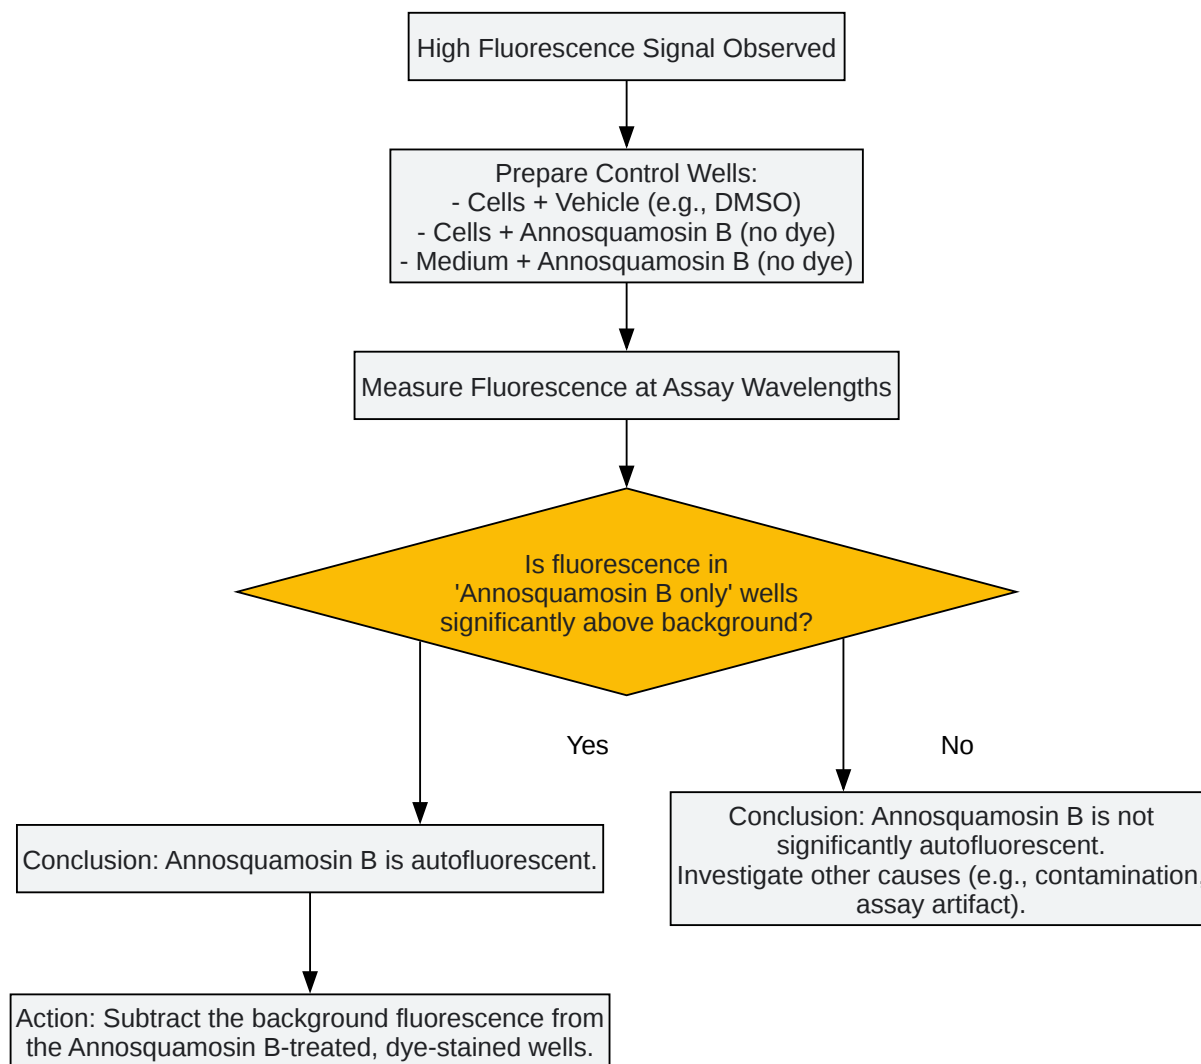 High Fluorescence Signal Observed
Prepare Control Wells:
- Cells + Vehicle (e.g., DMSO)
- Cells + Annosquamosin B (no dye)
- Medium + Annosquamosin B (no dye)
Measure Fluorescence at Assay Wavelengths
Is fluorescence in
'Annosquamosin B only' wells
significantly above background?
Yes
No
Conclusion: Annosquamosin B is autofluorescent.
Conclusion: Annosquamosin B is not
significantly autofluorescent.
Investigate other causes (e.g., contamination,
assay artifact).
Action: Subtract the background fluorescence from
the Annosquamosin B-treated, dye-stained wells.